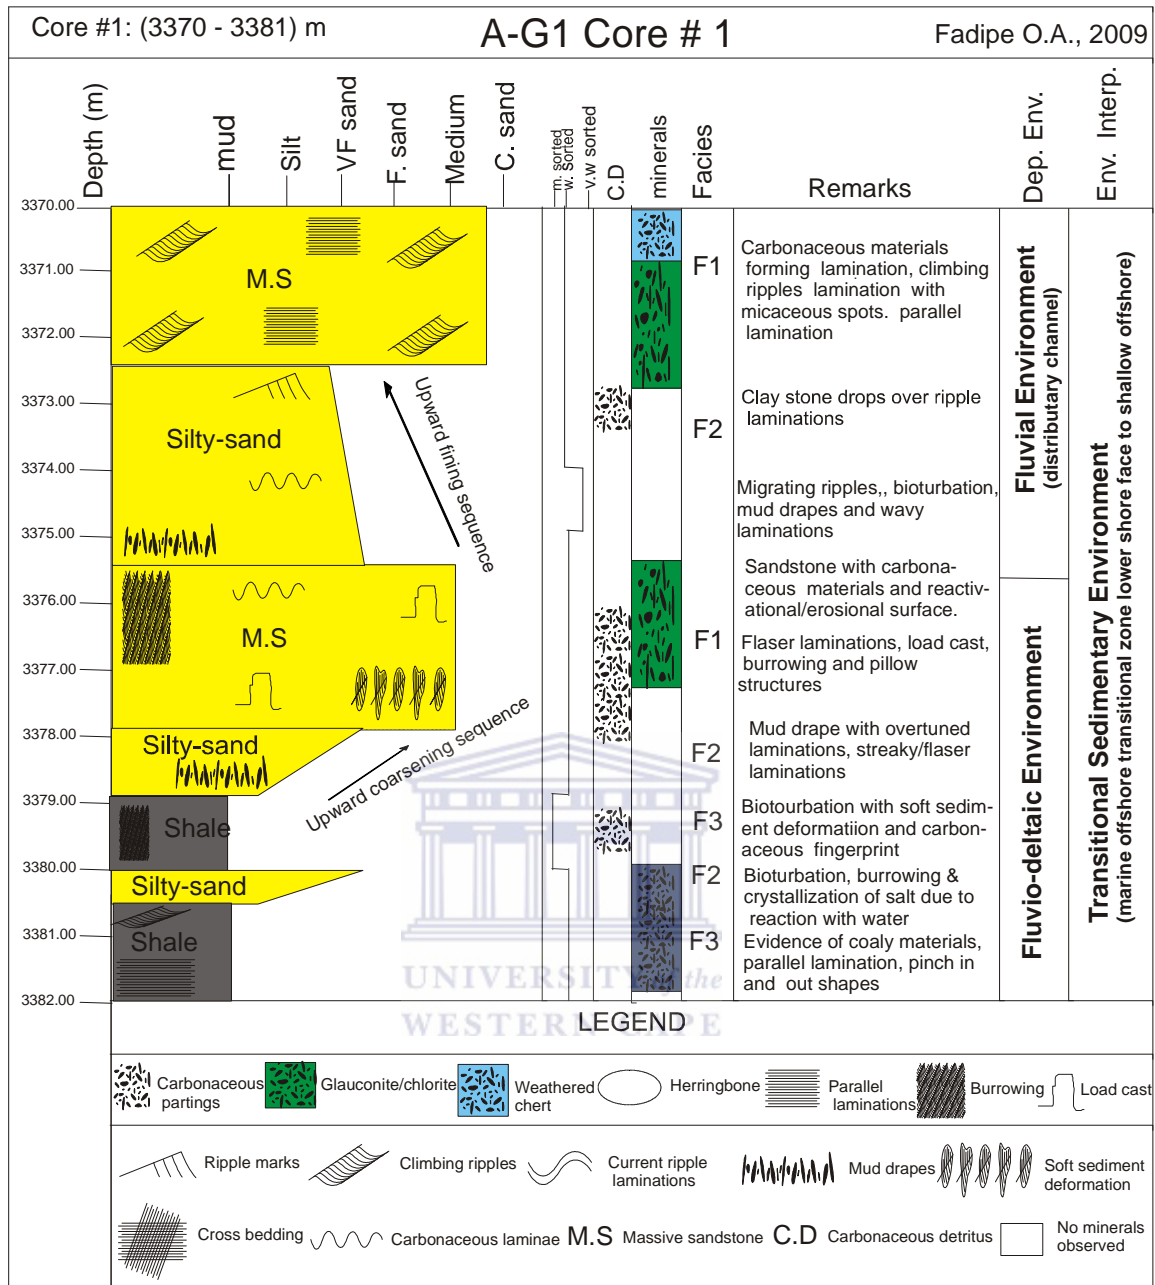 Core #1: (3370 - 3381) m
A-G1 Core # 1
Fadipe O.A., 2009
Depth (m)
mud
Silt
VF sand
F. sand
Medium
C. sand
m. sorted
w. sorted
v.w sorted
C.D
minerals
Facies
Remarks
Dep. Env.
Env. Interp.
3370.00
3371.00
3372.00
3373.00
3374.00
3375.00
3376.00
3377.00
3378.00
3379.00
3380.00
3381.00
3382.00
M.S
Silty-sand
M.S
Silty-sand
Shale
Silty-sand
Shale
Upward fining sequence
Upward coarsening sequence
F1
F2
F1
F2
F3
F2
F3
Carbonaceous materials
forming lamination, climbing
ripples lamination with
micaceous spots. parallel
lamination
Clay stone drops over ripple
laminations
Migrating ripples,, bioturbation,
mud drapes and wavy
laminations
Sandstone with carbona-
ceous materials and reactiv-
ational/erosional surface.
Flaser laminations, load cast,
burrowing and pillow
structures
Mud drape with overtuned
laminations, streaky/flaser
laminations
Biotourbation with soft sedim-
ent deformatiion and carbon-
aceous fingerprint
Bioturbation, burrowing &
crystallization of salt due to
reaction with water
Evidence of coaly materials,
parallel lamination, pinch in
and out shapes
Fluvial Environment
(distributary channel)
Fluvio-deltaic Environment
Transitional Sedimentary Environment
(marine offshore transitional zone lower shore face to shallow offshore)
UNIVERSITY of the
WESTERN CAPE
LEGEND
Carbonaceous
partings
Glauconite/chlorite
Weathered
chert
Herringbone
Parallel
laminations
Burrowing
Load cast
Ripple marks
Climbing ripples
Current ripple
laminations
Mud drapes
Soft sediment
deformation
Cross bedding
Carbonaceous laminae
M.S Massive sandstone
C.D Carbonaceous detritus
No minerals
observed